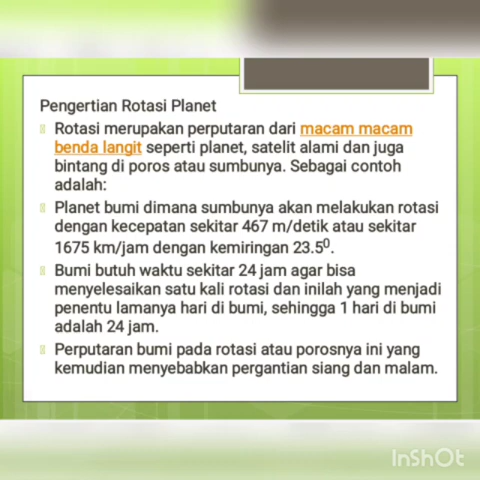 Pengertian Rotasi Planet
Rotasi merupakan perputaran dari macam macam
benda langit seperti planet, satelit alami dan juga
bintang di poros atau sumbunya. Sebagai contoh
adalah:
Planet bumi dimana sumbunya akan melakukan rotasi
dengan kecepatan sekitar 467 m/detik atau sekitar
1675 km/jam dengan kemiringan 23.5⁰.
Bumi butuh waktu sekitar 24 jam agar bisa
menyelesaikan satu kali rotasi dan inilah yang menjadi
penentu lamanya hari di bumi, sehingga 1 hari di bumi
adalah 24 jam.
Perputaran bumi pada rotasi atau porosnya ini yang
kemudian menyebabkan pergantian siang dan malam.
InShOt